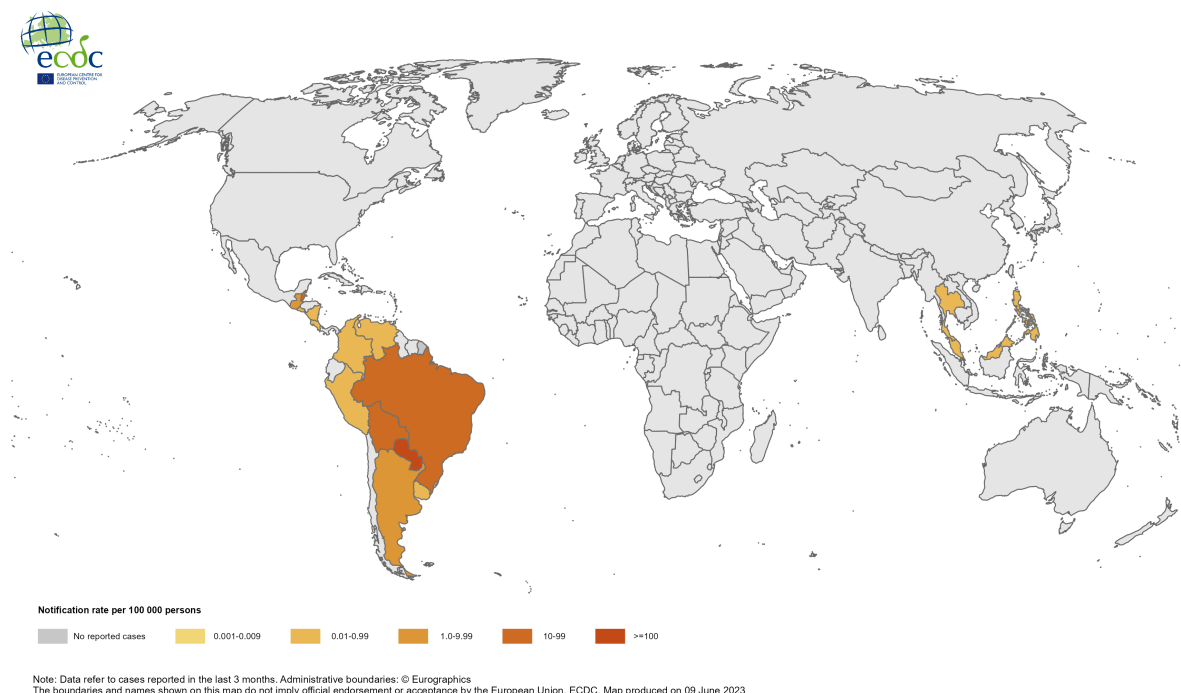 ecdc
EUROPEAN CENTRE FOR
DISEASE PREVENTION
AND CONTROL
Notification rate per 100 000 persons
No reported cases
0.001-0.009
0.01-0.99
1.0-9.99
10-99
>=100
Note: Data refer to cases reported in the last 3 months. Administrative boundaries: © Eurographics
The boundaries and names shown on this map do not imply official endorsement or acceptance by the European Union. ECDC. Map produced on 09 June 2023